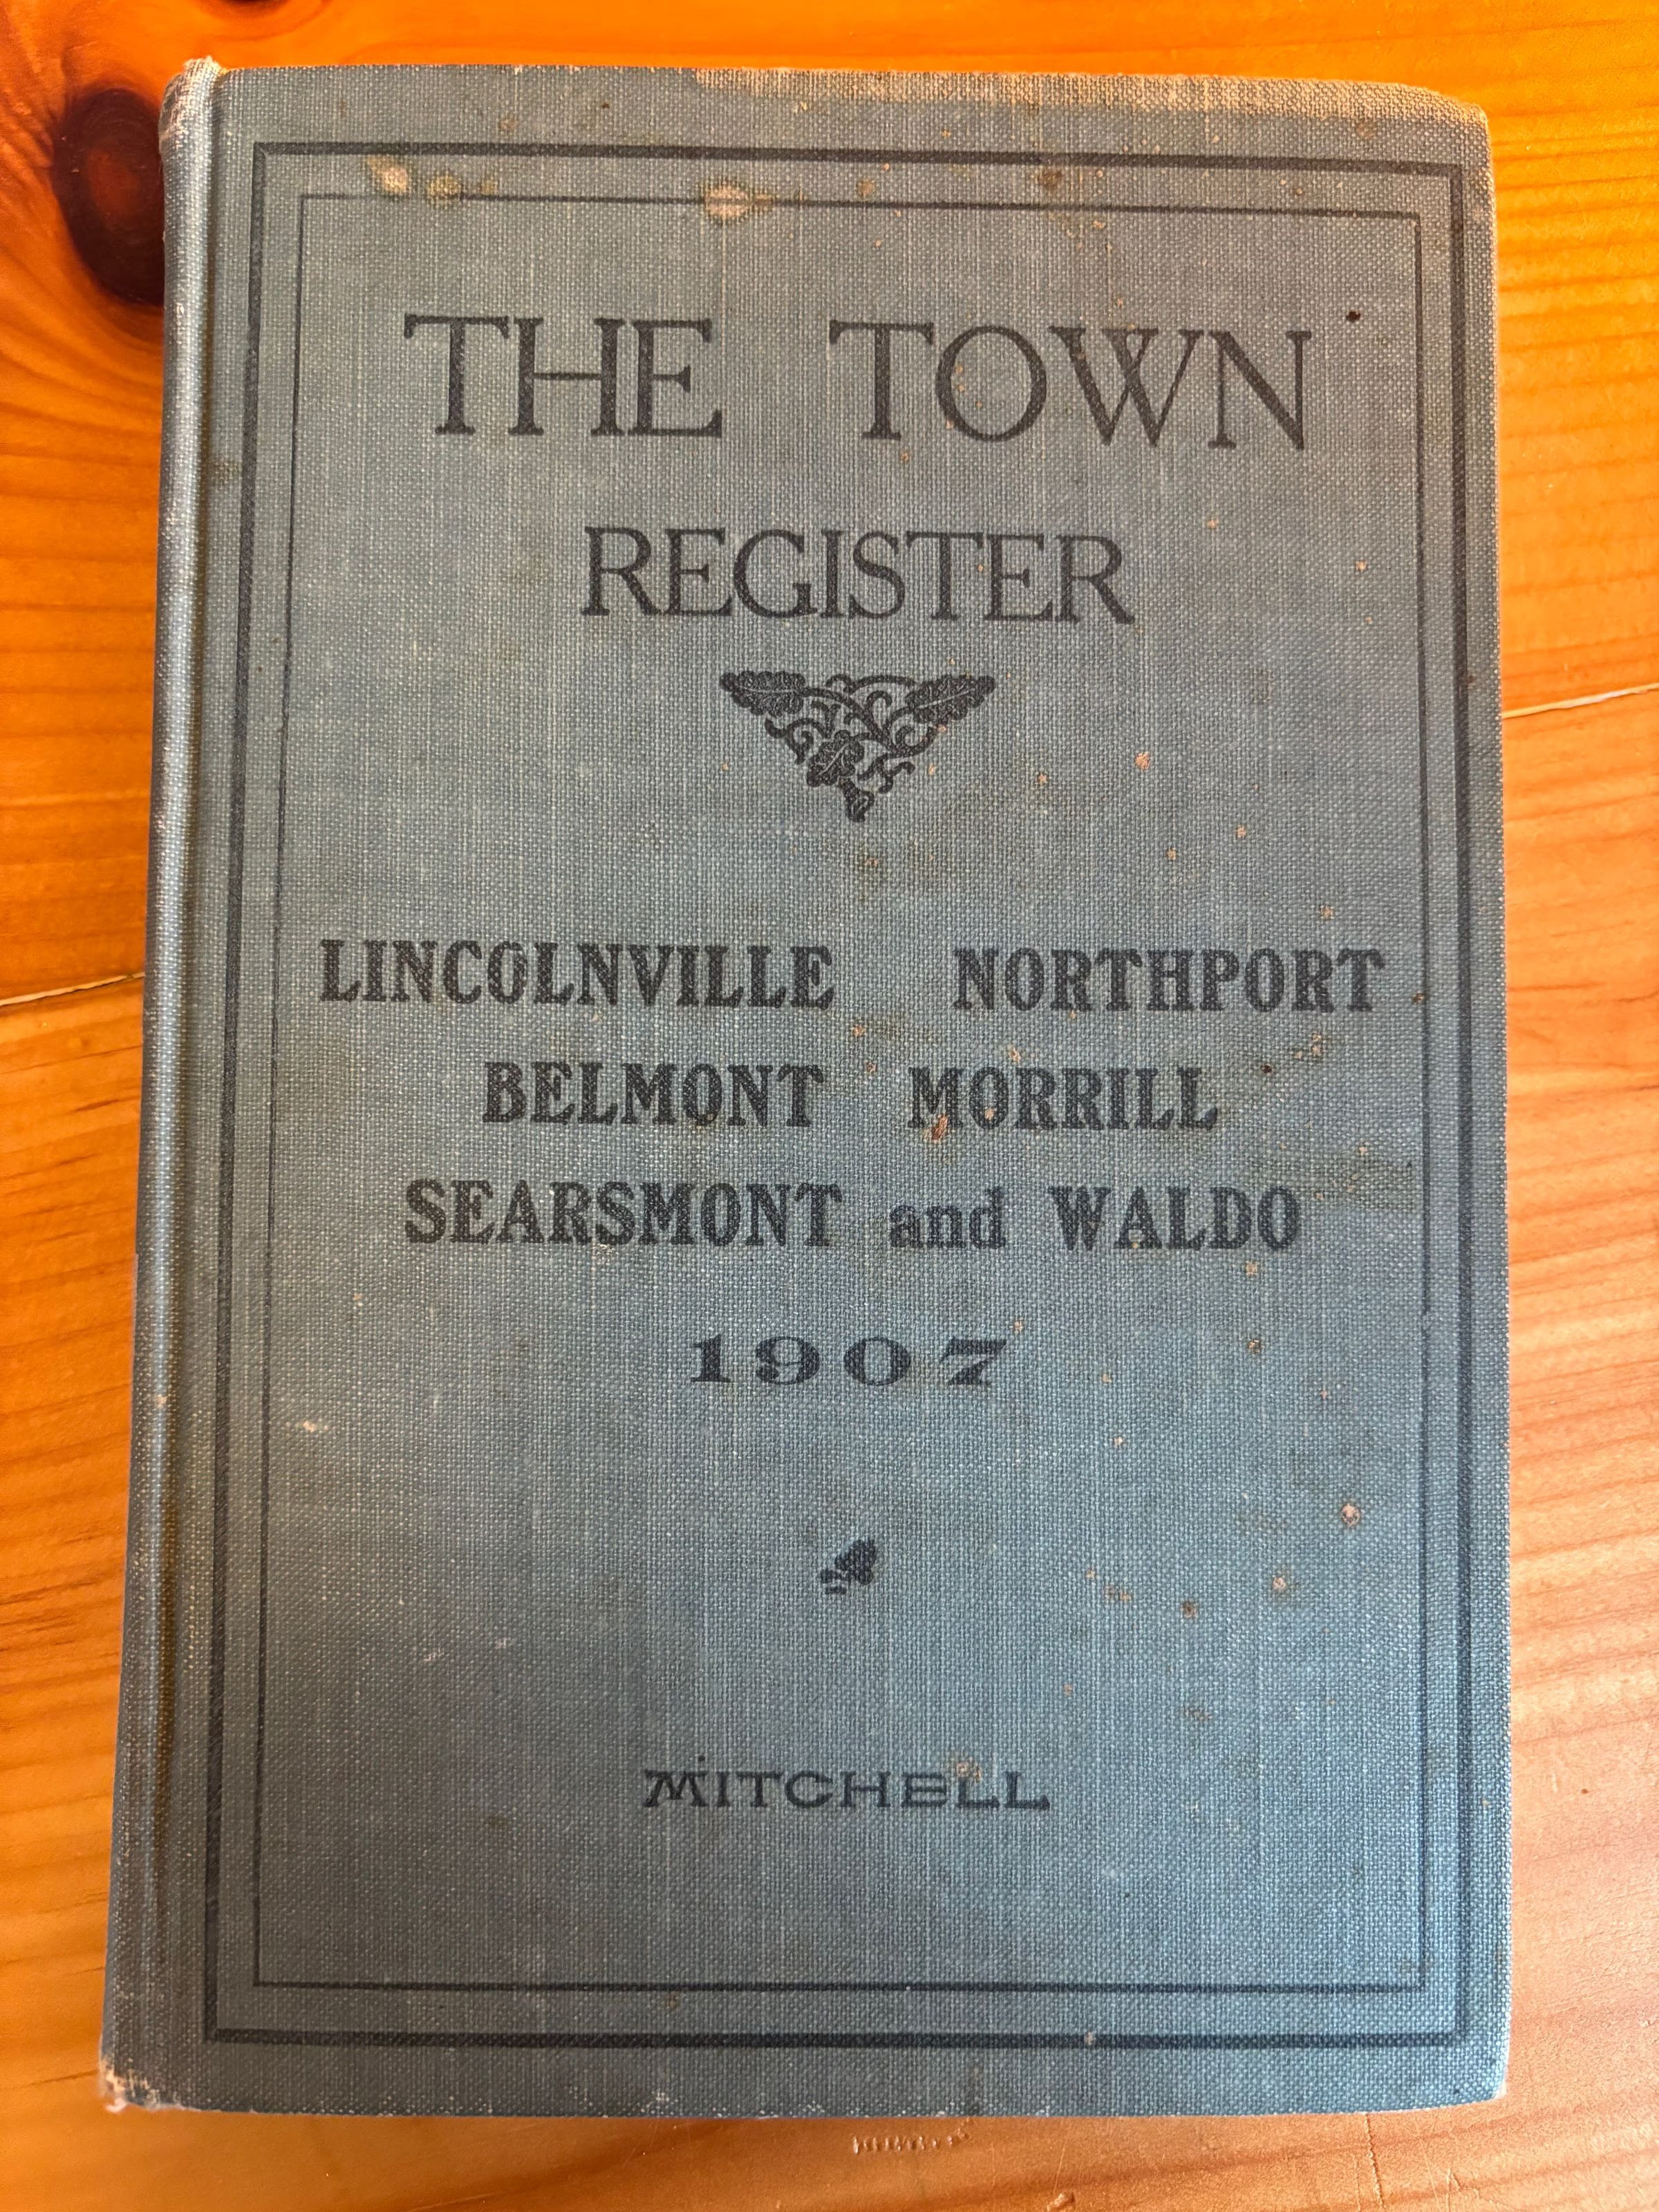 THE TOWN
REGISTER
LINCOLNVILLE NORTHPORT
BELMONT MORRILL
SEARSMONT and WALDO
1907
MITCHELL